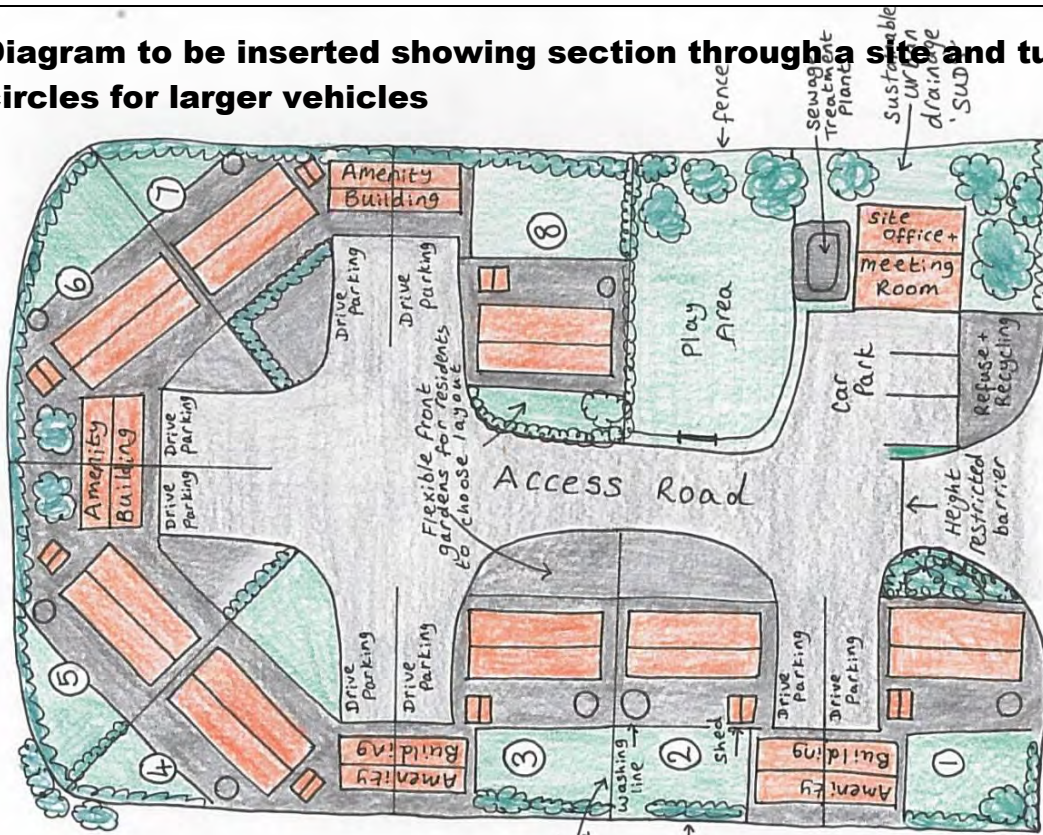 Diagram to be inserted showing section through a site and tu
circles for larger vehicles
←fence
sewage
Treatment
Plant
sustainable
urban
drainage
'SUDS'
7
Amenity
Building
8
6
Drive
Parking
Drive
Parking
Play
Area
Site
Office +
meeting
Room
Car
Park
Refuse +
Recycling
Amenity
Building
Drive
Parking
Drive
Parking
Flexible front
gardens for residents
to choose layout
Access Road
Height
restricted
barrier
5
4
Drive
Parking
Drive
Parking
Amenity
Building
3
washing
line
2
shed
Drive
Parking
Drive
Parking
Amenity
Building
1